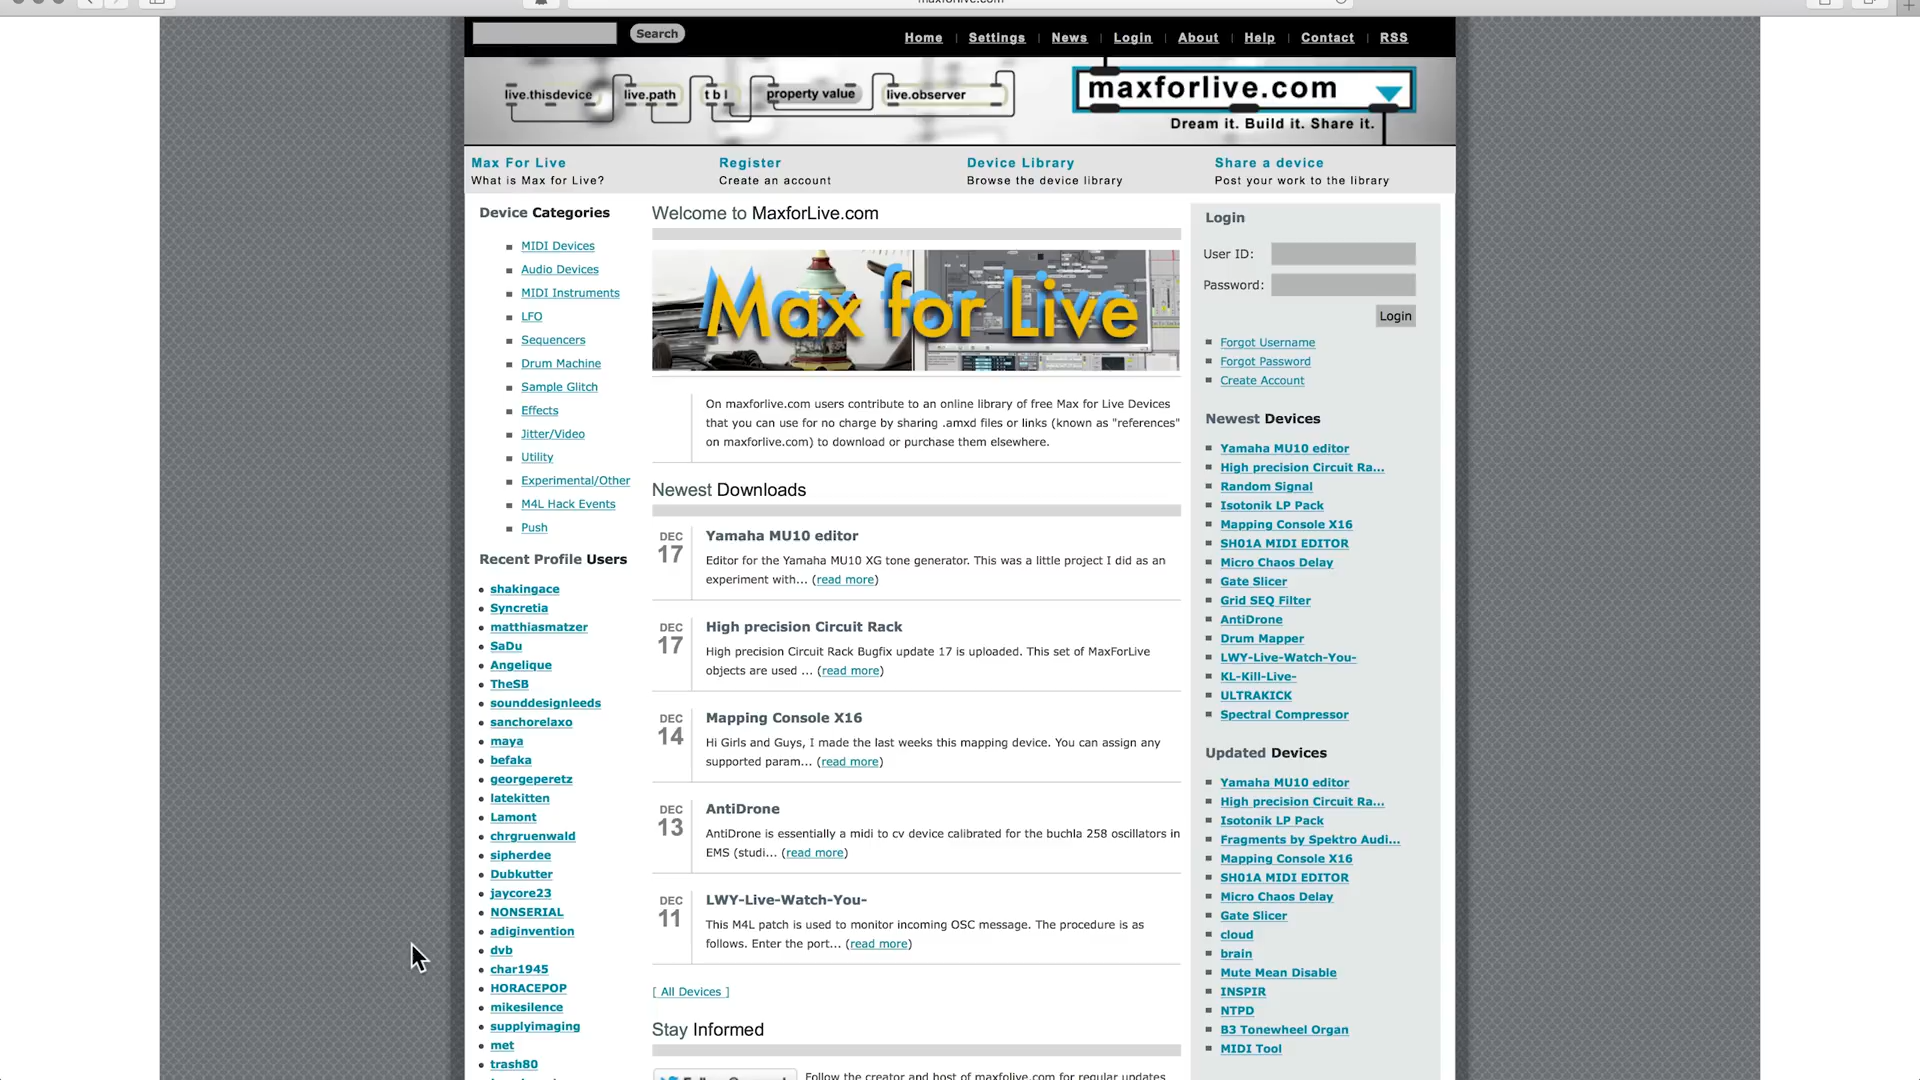 Search
Home | Settings | News | Login | About | Help | Contact | RSS
live.thisdevice live.path t b l property value live.observer
maxforlive.com
Dream it. Build it. Share it.
Max For Live
What is Max for Live?
Register
Create an account
Device Library
Browse the device library
Share a device
Post your work to the library
Device Categories
MIDI Devices
Audio Devices
MIDI Instruments
LFO
Sequencers
Drum Machine
Sample Glitch
Effects
Jitter/Video
Utility
Experimental/Other
M4L Hack Events
Push
Recent Profile Users
shakingace
Syncretia
matthiasmatzer
SaDu
Angelique
TheSB
sounddesignleeds
sanchorelaxo
maya
befaka
georgeperetz
latekitten
Lamont
chrgruenwald
sipherdee
Dubkutter
jaycore23
NONSERIAL
adiginvention
dvb
char1945
HORACEPOP
mikesilence
supplyimaging
met
trash80
Welcome to MaxforLive.com
Max for Live
On maxforlive.com users contribute to an online library of free Max for Live Devices
that you can use for no charge by sharing .amxd files or links (known as "references"
on maxforlive.com) to download or purchase them elsewhere.
Newest Downloads
DEC
17
Yamaha MU10 editor
Editor for the Yamaha MU10 XG tone generator. This was a little project I did as an
experiment with... (read more)
DEC
17
High precision Circuit Rack
High precision Circuit Rack Bugfix update 17 is uploaded. This set of MaxForLive
objects are used ... (read more)
DEC
14
Mapping Console X16
Hi Girls and Guys, I made the last weeks this mapping device. You can assign any
supported param... (read more)
DEC
13
AntiDrone
AntiDrone is essentially a midi to cv device calibrated for the buchla 258 oscillators in
EMS (studi... (read more)
DEC
11
LWY-Live-Watch-You-
This M4L patch is used to monitor incoming OSC message. The procedure is as
follows. Enter the port... (read more)
[ All Devices ]
Stay Informed
Follow the creator and host of maxfolive.com for regular updates
Login
User ID:
Password:
Login
Forgot Username
Forgot Password
Create Account
Newest Devices
Yamaha MU10 editor
High precision Circuit Ra...
Random Signal
Isotonik LP Pack
Mapping Console X16
SH01A MIDI EDITOR
Micro Chaos Delay
Gate Slicer
Grid SEQ Filter
AntiDrone
Drum Mapper
LWY-Live-Watch-You-
KL-Kill-Live-
ULTRAKICK
Spectral Compressor
Updated Devices
Yamaha MU10 editor
High precision Circuit Ra...
Isotonik LP Pack
Fragments by Spektro Audi...
Mapping Console X16
SH01A MIDI EDITOR
Micro Chaos Delay
Gate Slicer
cloud
brain
Mute Mean Disable
INSPIR
NTPD
B3 Tonewheel Organ
MIDI Tool